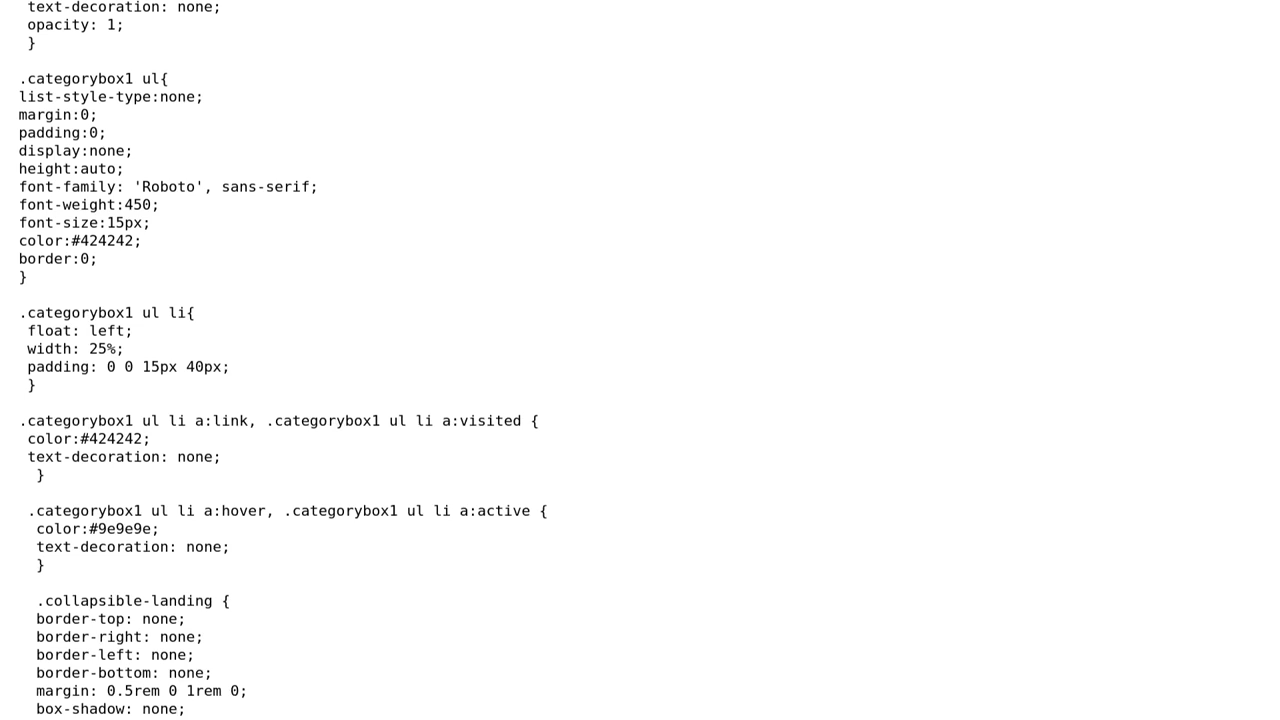 text-decoration: none;
opacity: 1;
}
.categorybox1 ul{
list-style-type:none;
margin:0;
padding:0;
display:none;
height:auto;
font-family: 'Roboto', sans-serif;
font-weight:450;
font-size:15px;
color:#424242;
border:0;
}
.categorybox1 ul li{
float: left;
width: 25%;
padding: 0 0 15px 40px;
}
.categorybox1 ul li a:link, .categorybox1 ul li a:visited {
color:#424242;
text-decoration: none;
}
.categorybox1 ul li a:hover, .categorybox1 ul li a:active {
color:#9e9e9e;
text-decoration: none;
}
.collapsible-landing {
border-top: none;
border-right: none;
border-left: none;
border-bottom: none;
margin: 0.5rem 0 1rem 0;
box-shadow: none;